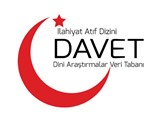 İlahiyat Atıf Dizini
DAVET
Dini Araştırmalar Veri Tabanı